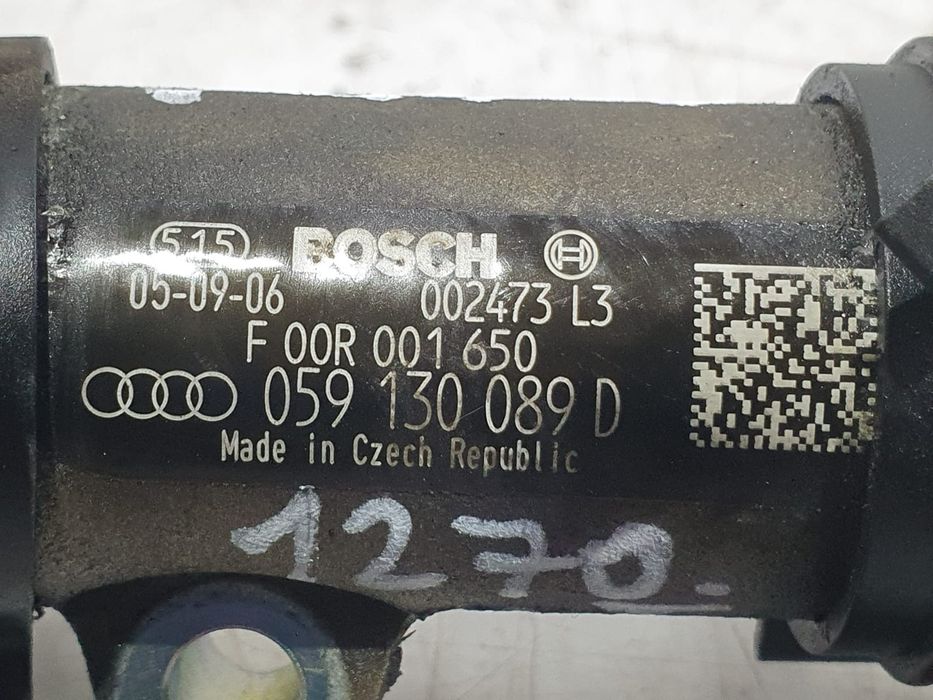 515 BOSCH H
05-09-06 002473 L3
F 00R 001 650
059 130 089 D
Made in Czech Republic
1270